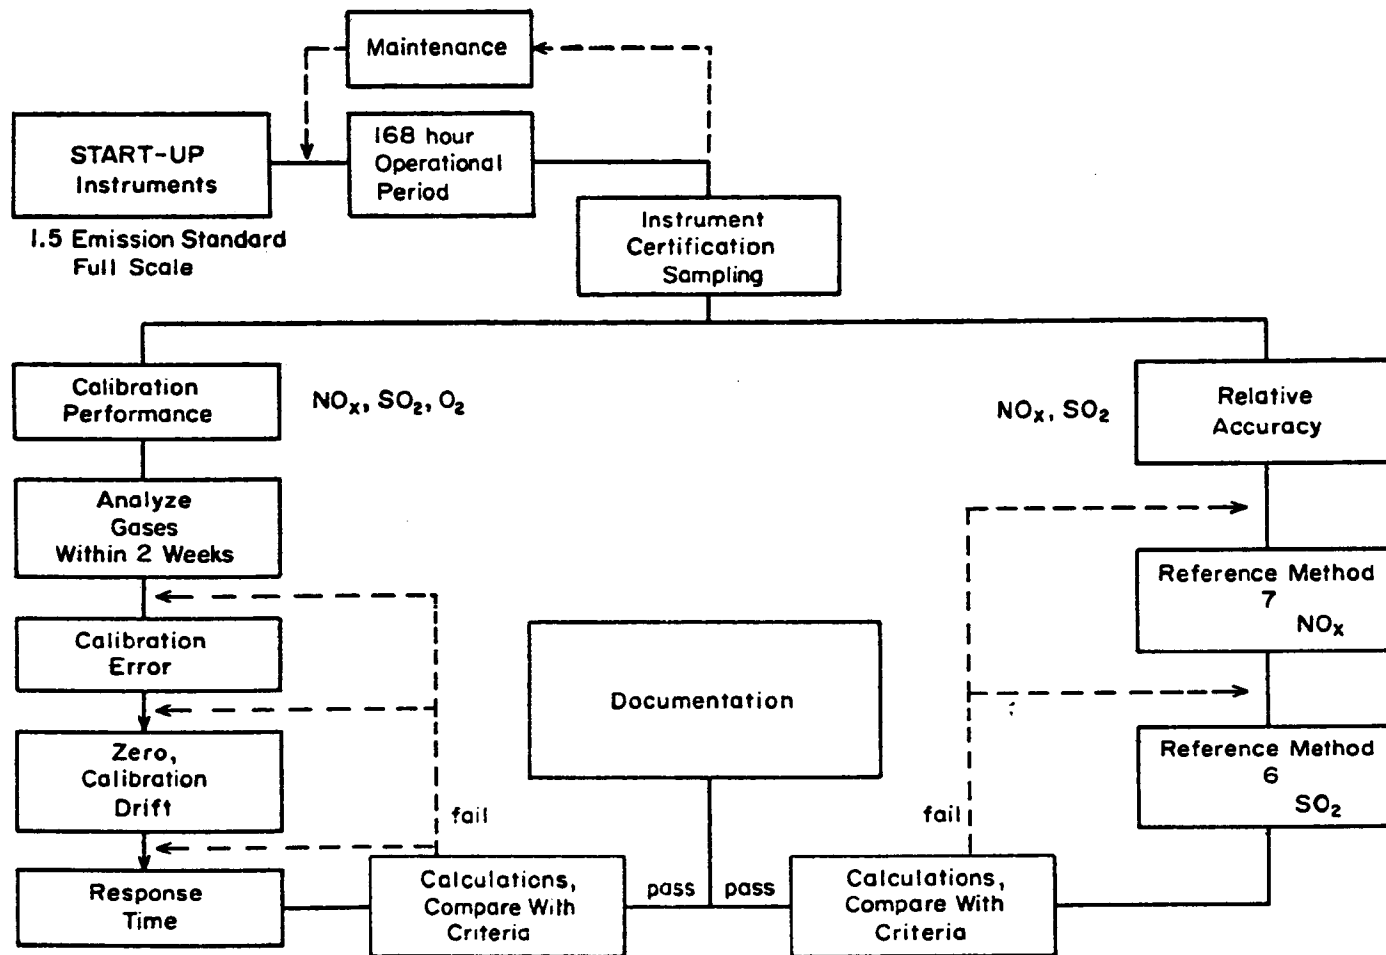 Maintenance
START-UP
Instruments
168 hour
Operational
Period
1.5 Emission Standard
Full Scale
Instrument
Certification
Sampling
Calibration
Performance
NOx, SO2, O2
NOx, SO2
Relative
Accuracy
Analyze
Gases
Within 2 Weeks
Reference Method
7
NOx
Calibration
Error
Documentation
Zero,
Calibration
Drift
Reference Method
6
SO2
fail
fail
Response
Time
Calculations,
Compare With
Criteria
pass
pass
Calculations,
Compare With
Criteria